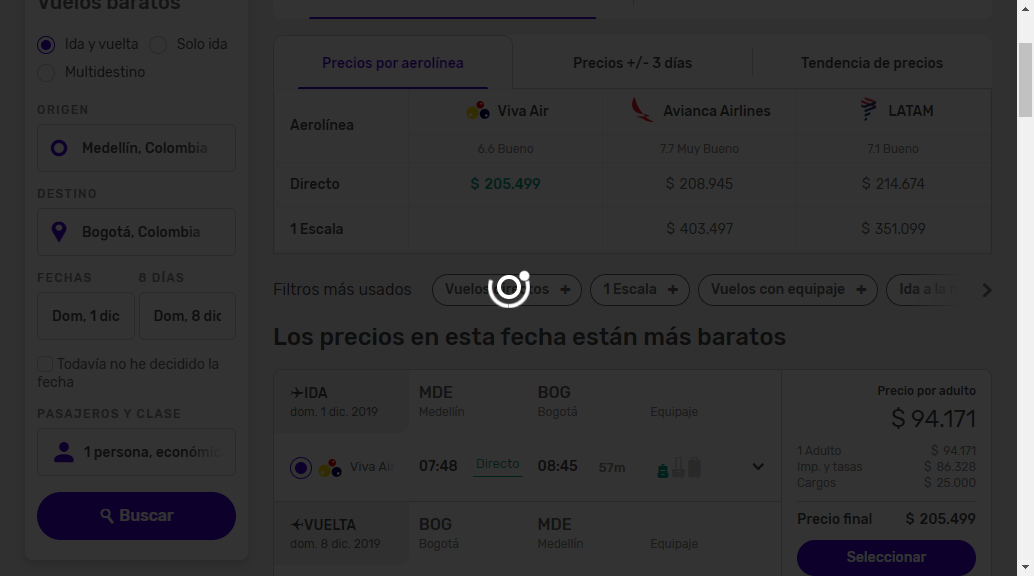 Vuelos baratos
Ida y vuelta
Solo ida
Multidestino
ORIGEN
Medellín, Colombia
DESTINO
Bogotá, Colombia
FECHAS
8 DÍAS
Dom, 1 dic
Dom, 8 dic
Todavía no he decidido la
fecha
PASAJEROS Y CLASE
1 persona, económic
Buscar
Precios por aerolínea
Precios +/- 3 días
Tendencia de precios
Aerolínea
Viva Air
Avianca Airlines
LATAM
6.6 Bueno
7.7 Muy Bueno
7.1 Bueno
Directo
$ 205.499
$ 208.945
$ 214.674
1 Escala
$ 403.497
$ 351.099
Filtros más usados
Vuelos directos +
1 Escala +
Vuelos con equipaje +
Ida a la
Los precios en esta fecha están más baratos
IDA
MDE
BOG
dom. 1 dic. 2019
Medellín
Bogotá
Equipaje
Viva Air
07:48
Directo
08:45
57m
VUELTA
BOG
MDE
dom. 8 dic. 2019
Bogotá
Medellín
Equipaje
Precio por adulto
$ 94.171
1 Adulto
$ 94.171
Imp. y tasas
$ 86.328
Cargos
$ 25.000
Precio final
$ 205.499
Seleccionar